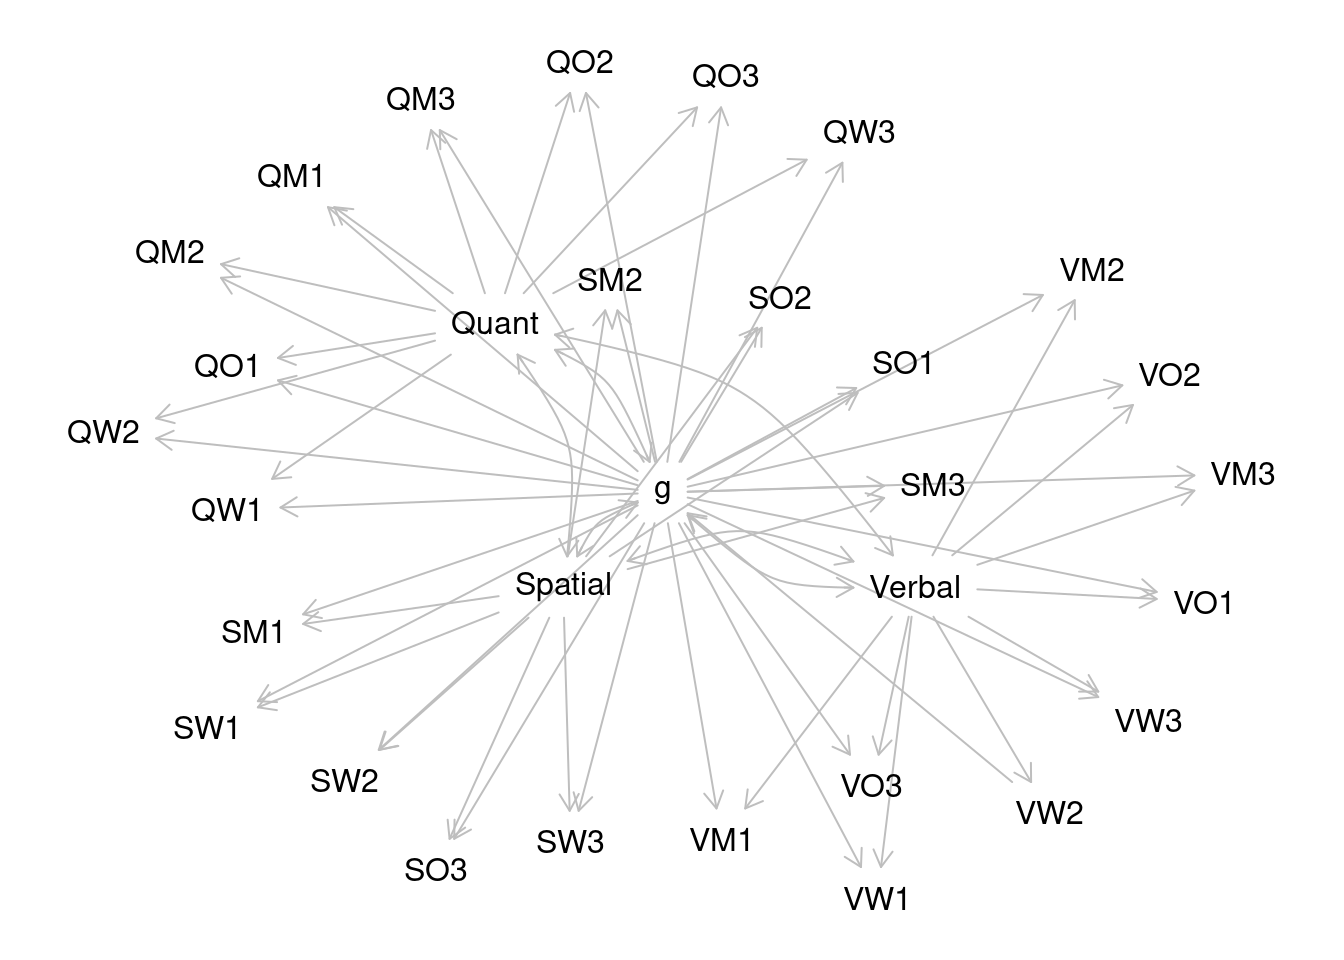 QO2
QO3
QM3
QW3
QM1
QM2
VM2
SM2
SO2
Quant
SO1
QO1
VO2
QW2
VM3
SM3
g
QW1
Spatial
Verbal
VO1
SM1
VW3
SW1
SW2
VO3
VW2
VM1
SW3
SO3
VW1